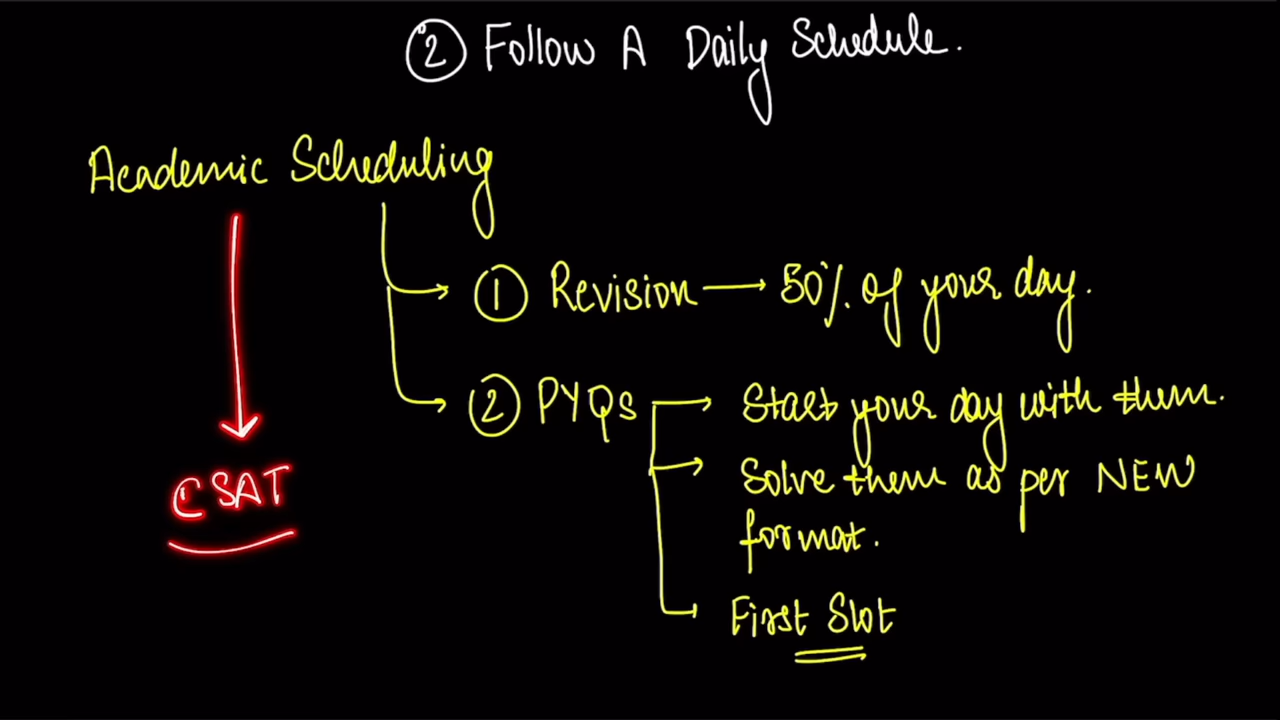 ② Follow A Daily Schedule.
Academic Scheduling
① Revision → 50% of your day.
② PYQs → Start your day with them.
→ Solve them as per NEW
format.
→ First Slot
CSAT